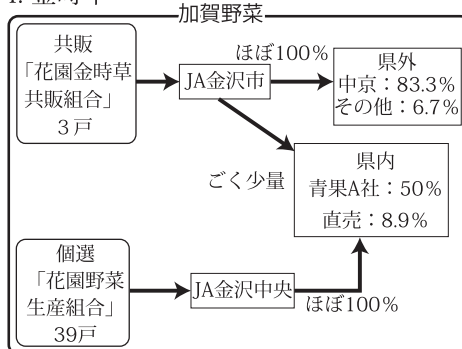 加賀野菜
共販
「花園金時草
共販組合」
3戸
JA金沢市
ほぼ100%
県外
中京：83.3%
その他：6.7%
ごく少量
県内
青果A社：50%
直売：8.9%
個選
「花園野菜
生産組合」
39戸
JA金沢中央
ほぼ100%